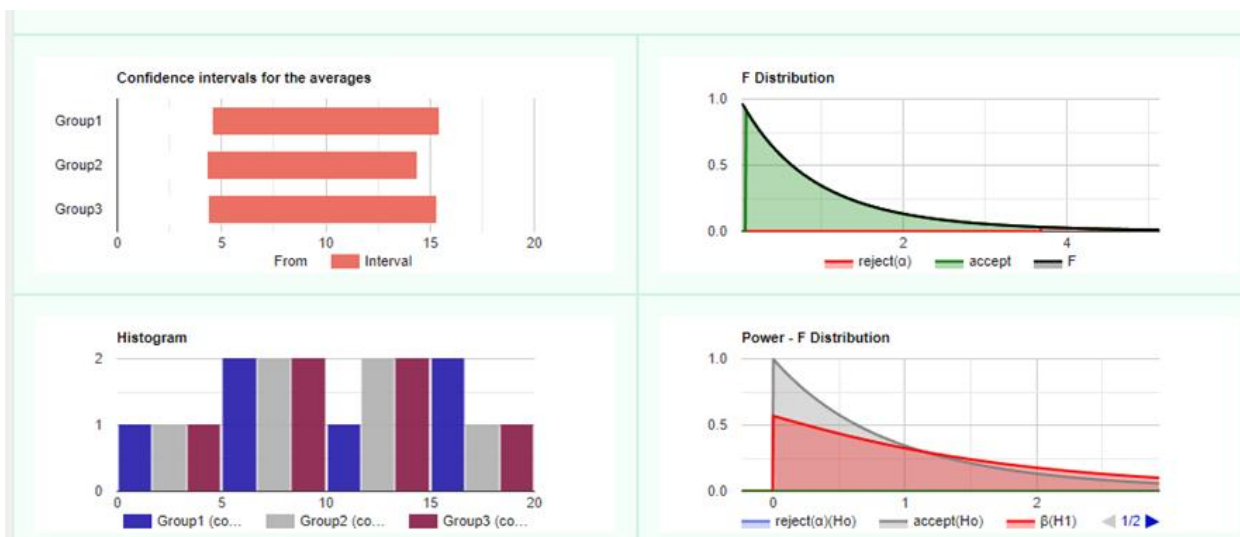 Confidence intervals for the averages
Group1
Group2
Group3
0 5 10 15 20
From Interval
F Distribution
1.0
0.5
0.0
2 4
reject(α) accept F
Histogram
2
1
0
0 5 10 15 20
Group1 (co... Group2 (co... Group3 (co...
Power - F Distribution
1.0
0.5
0.0
0 1 2
reject(α)(Ho) accept(Ho) β(H1) 1/2